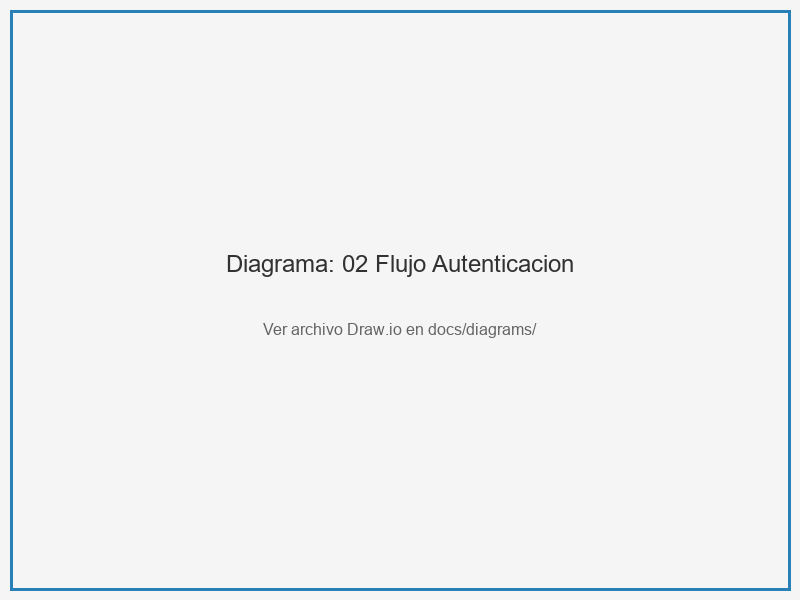 Diagrama: 02 Flujo Autenticacion
Ver archivo Draw.io en docs/diagrams/